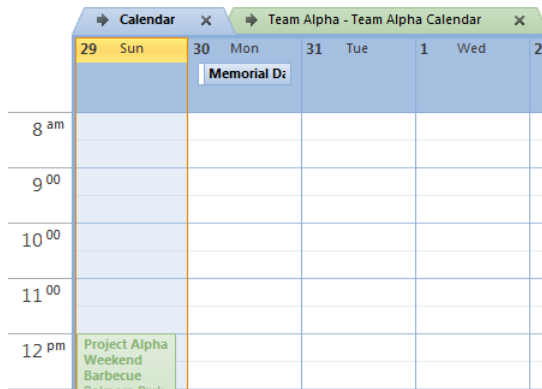 Calendar
Team Alpha - Team Alpha Calendar
29 Sun
30 Mon
31 Tue
1 Wed
2
Memorial Da
8 am
9 00
10 00
11 00
12 pm
Project Alpha
Weekend
Barbecue